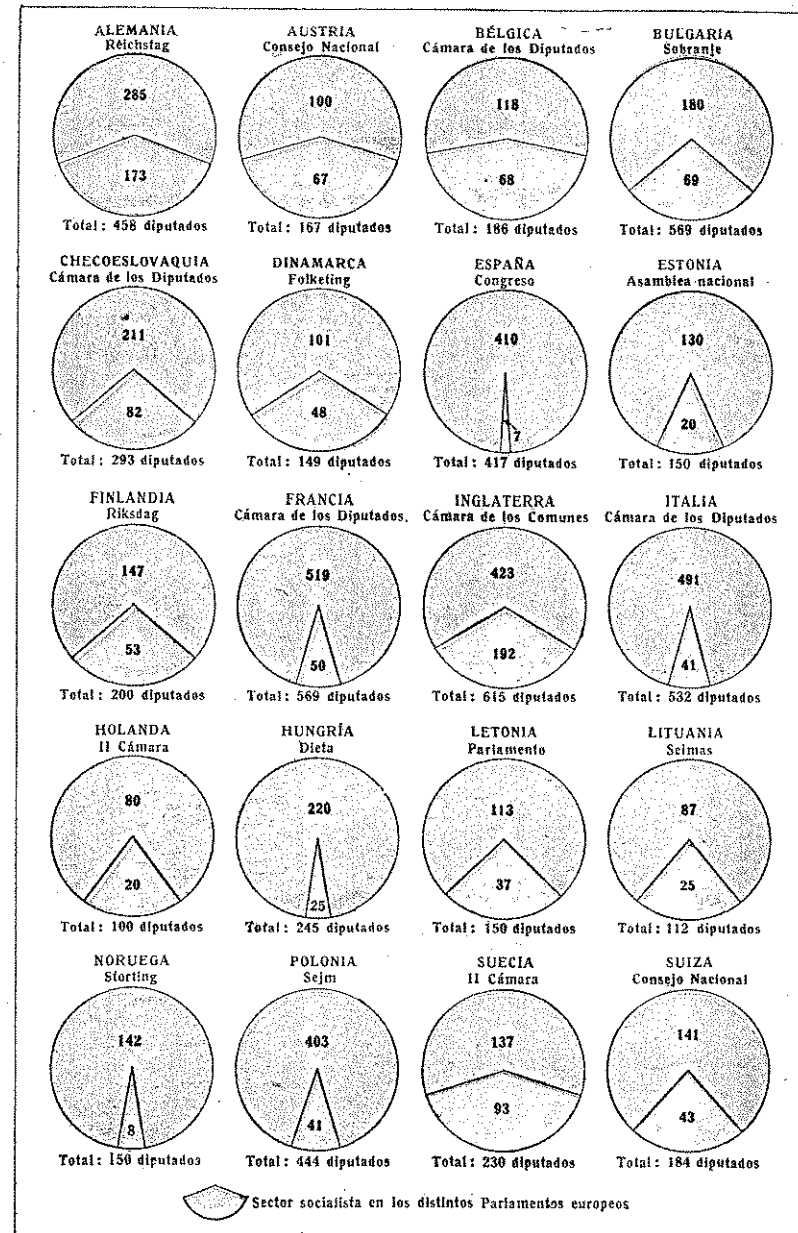 ALEMANIA
Reichstag
285
173
Total: 458 diputados
AUSTRIA
Consejo Nacional
100
67
Total: 167 diputados
BÉLGICA
Cámara de los Diputados
118
68
Total: 186 diputados
BULGARIA
Sobranje
180
69
Total: 569 diputados
CHECOESLOVAQUIA
Cámara de los Diputados
211
82
Total: 293 diputados
DINAMARCA
Folketing
101
48
Total: 149 diputados
ESPAÑA
Congreso
410
7
Total: 417 diputados
ESTONIA
Asamblea nacional
130
20
Total: 150 diputados
FINLANDIA
Riksdag
147
53
Total: 200 diputados
FRANCIA
Cámara de los Diputados.
519
50
Total: 569 diputados
INGLATERRA
Cámara de los Comunes
423
192
Total: 615 diputados
ITALIA
Cámara de los Diputados
491
41
Total: 532 diputados
HOLANDA
II Cámara
80
20
Total: 100 diputados
HUNGRÍA
Dieta
220
25
Total: 245 diputados
LETONIA
Parlamento
113
37
Total: 150 diputados
LITUANIA
Seimas
87
25
Total: 112 diputados
NORUEGA
Storting
142
8
Total: 150 diputados
POLONIA
Sejm
403
41
Total: 444 diputados
SUECIA
II Cámara
137
93
Total: 230 diputados
SUIZA
Consejo Nacional
141
43
Total: 184 diputados
Sector socialista en los distintos Parlamentos europeos